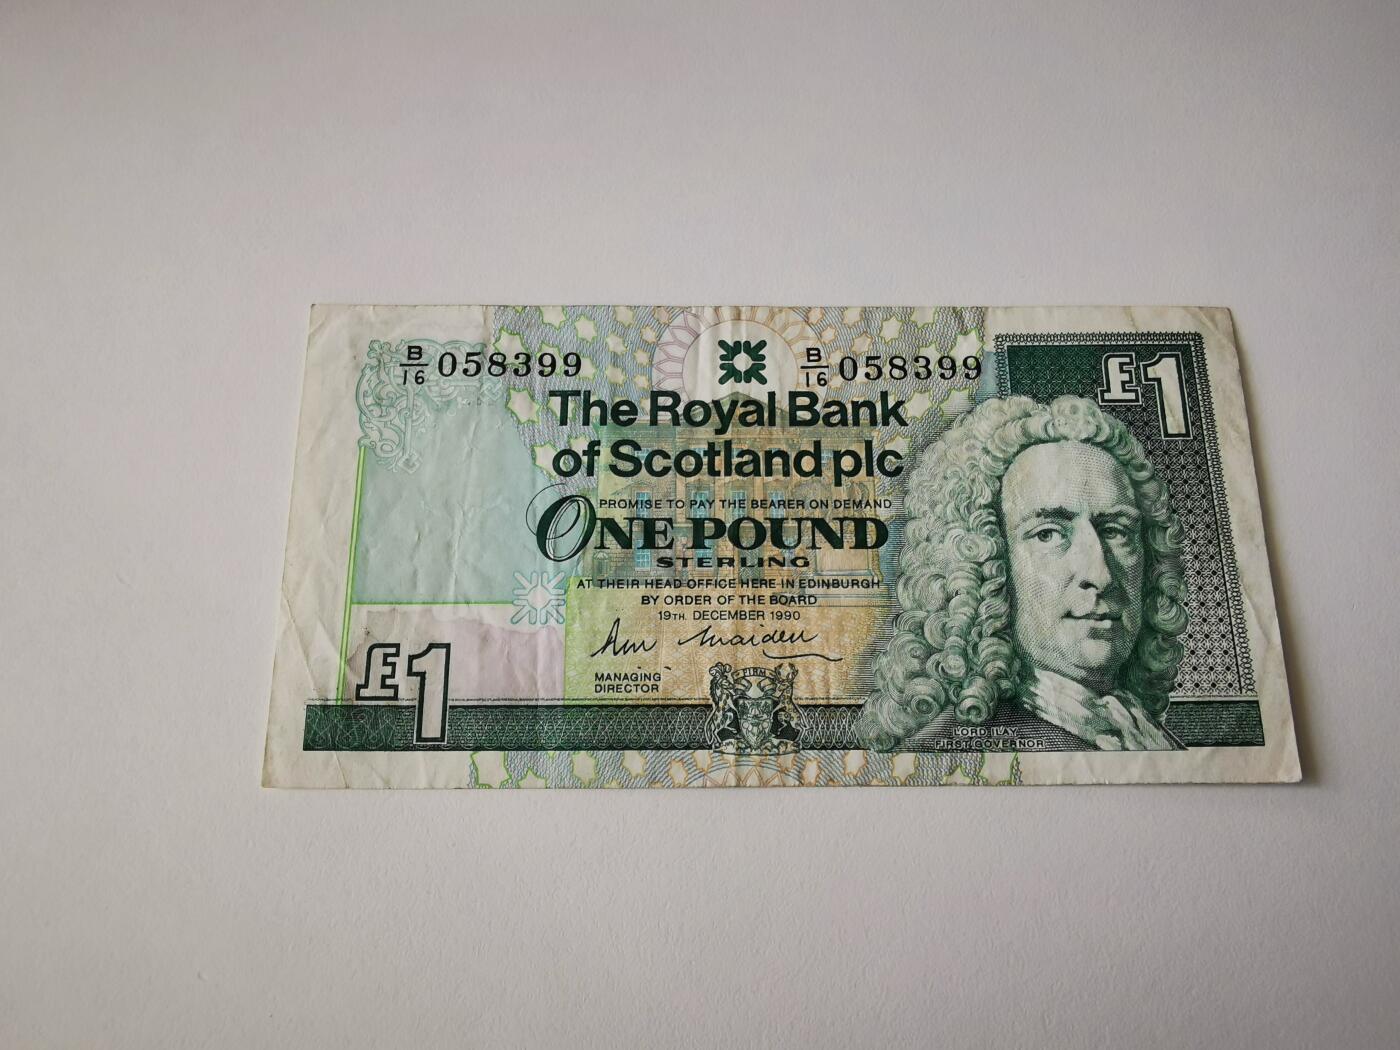 B/16 058399 B/16 058399
£1
The Royal Bank
of Scotland plc
PROMISE TO PAY THE BEARER ON DEMAND
ONE POUND
STERLING
AT THEIR HEAD OFFICE HERE IN EDINBURGH
BY ORDER OF THE BOARD
19TH. DECEMBER 1990
MANAGING
DIRECTOR
£1
FIRM
LORD ILAY
FIRST GOVERNOR